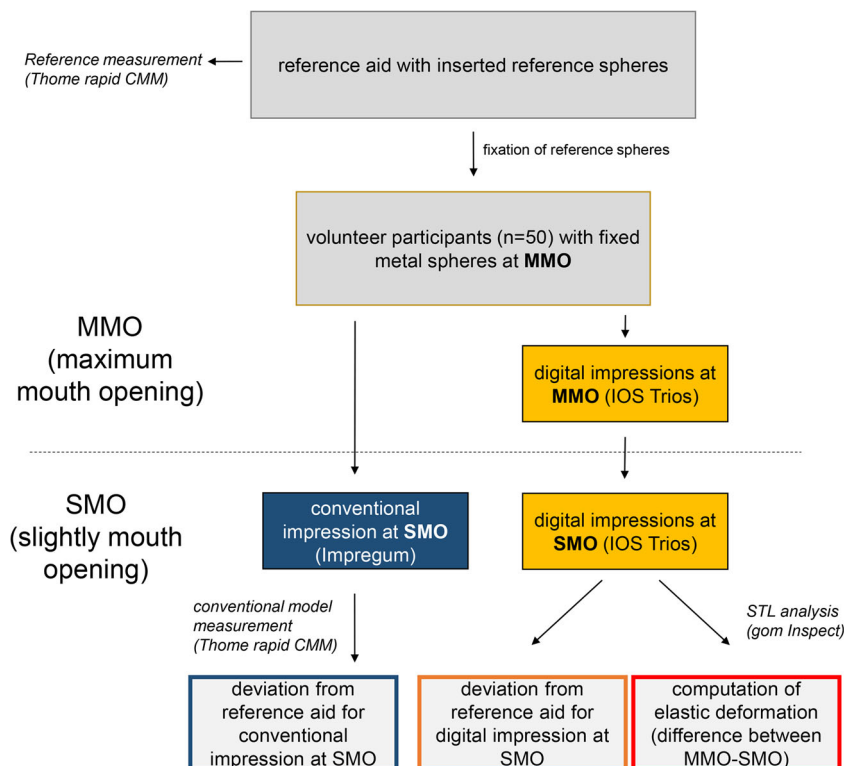 Reference measurement
(Thome rapid CMM)
reference aid with inserted reference spheres
fixation of reference spheres
volunteer participants (n=50) with fixed
metal spheres at MMO
MMO
(maximum
mouth opening)
digital impressions at
MMO (IOS Trios)
SMO
(slightly mouth
opening)
conventional
impression at SMO
(Impregum)
digital impressions at
SMO (IOS Trios)
conventional model
measurement
(Thome rapid CMM)
STL analysis
(gom Inspect)
deviation from
reference aid for
conventional
impression at SMO
deviation from
reference aid for
digital impression at
SMO
computation of
elastic deformation
(difference between
MMO-SMO)